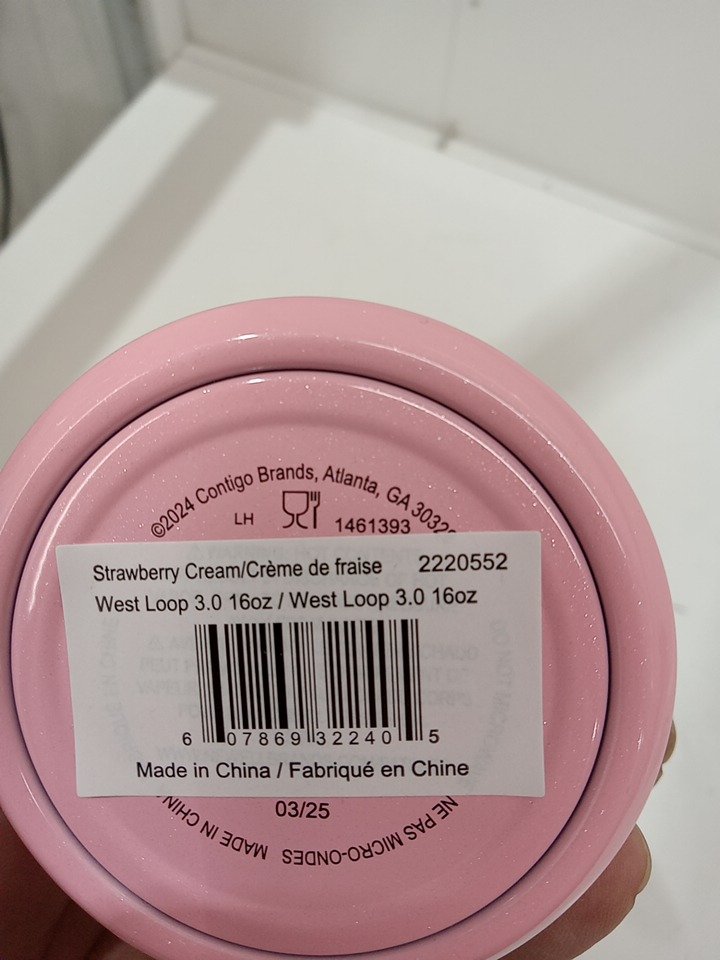 ©2024 Contigo Brands, Atlanta, GA
LH 1461393
Strawberry Cream/Crème de fraise 2220552
West Loop 3.0 16oz / West Loop 3.0 16oz
6 07869 32240 5
Made in China / Fabriqué en Chine
03/25
NE PAS MICRO-ONDES MADE IN